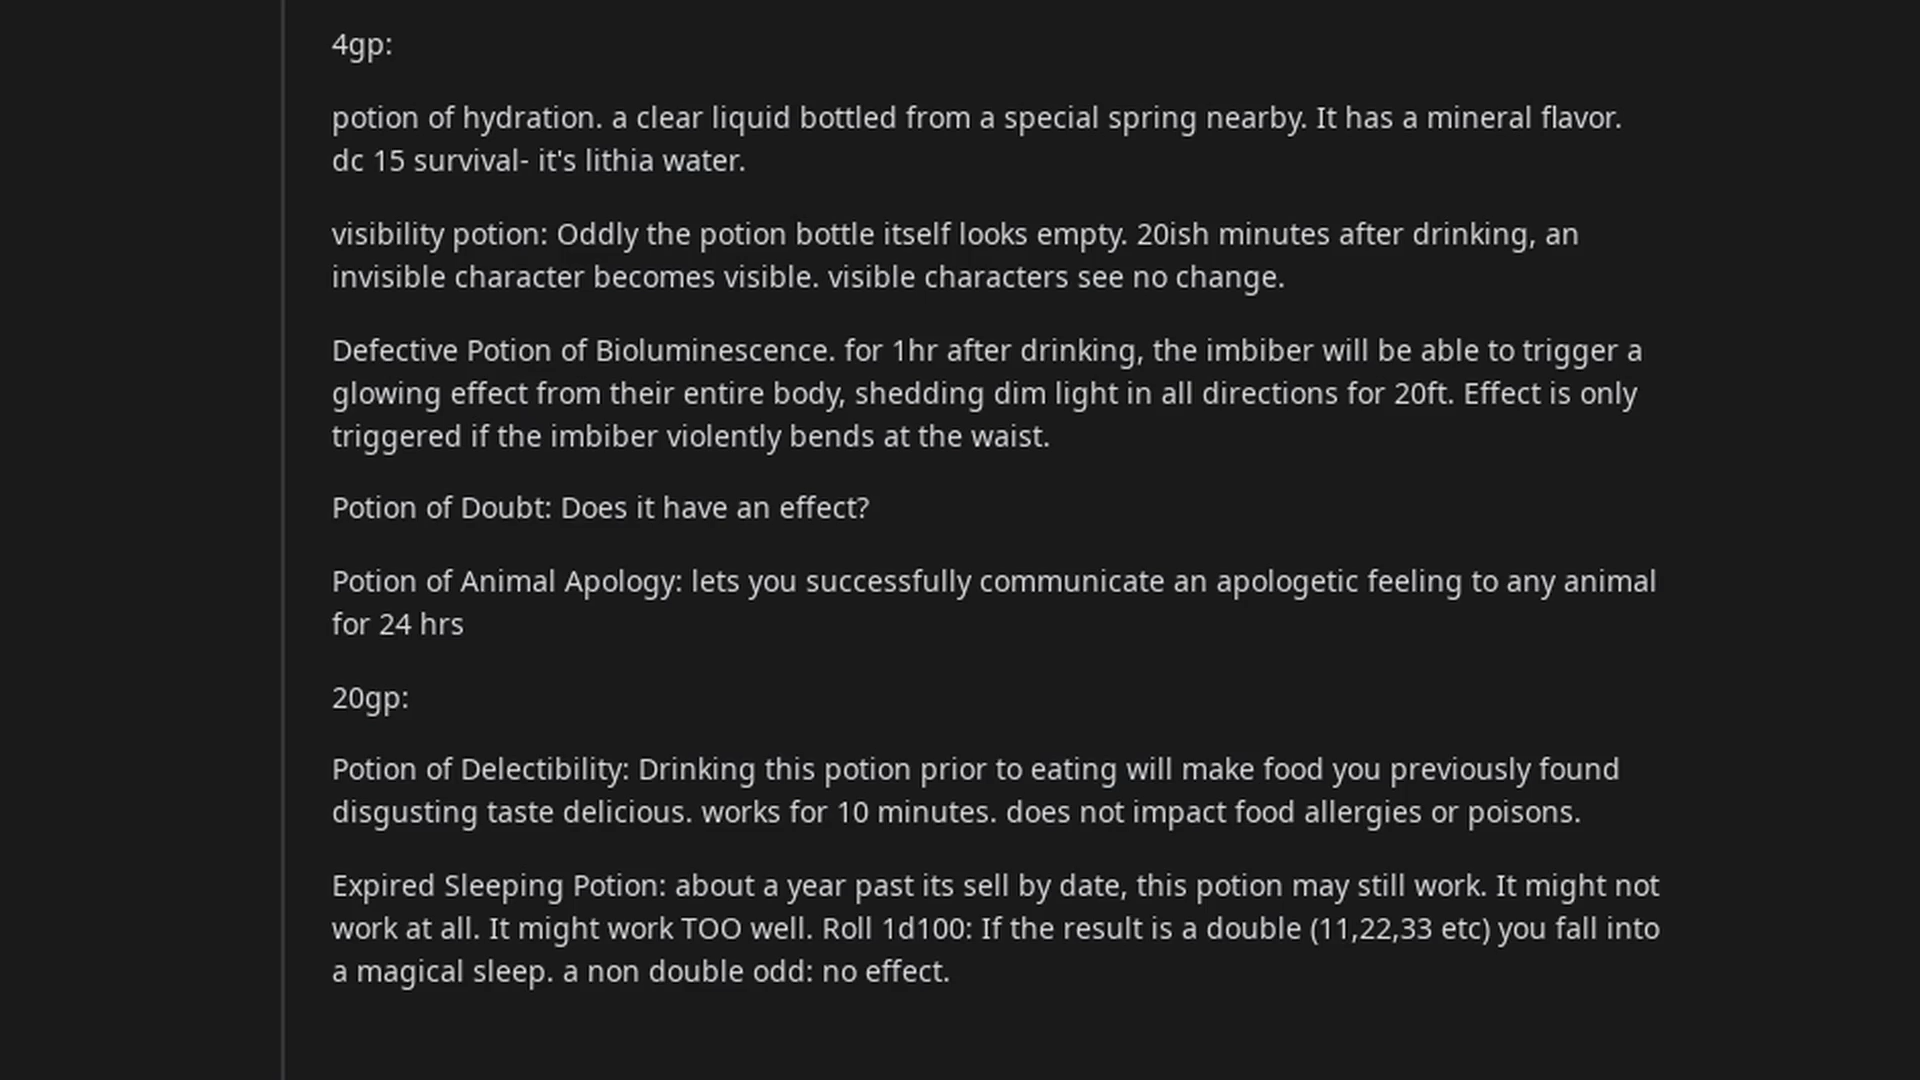 4gp:
potion of hydration. a clear liquid bottled from a special spring nearby. It has a mineral flavor.
dc 15 survival- it's lithia water.
visibility potion: Oddly the potion bottle itself looks empty. 20ish minutes after drinking, an
invisible character becomes visible. visible characters see no change.
Defective Potion of Bioluminescence. for 1hr after drinking, the imbiber will be able to trigger a
glowing effect from their entire body, shedding dim light in all directions for 20ft. Effect is only
triggered if the imbiber violently bends at the waist.
Potion of Doubt: Does it have an effect?
Potion of Animal Apology: lets you successfully communicate an apologetic feeling to any animal
for 24 hrs
20gp:
Potion of Delectibility: Drinking this potion prior to eating will make food you previously found
disgusting taste delicious. works for 10 minutes. does not impact food allergies or poisons.
Expired Sleeping Potion: about a year past its sell by date, this potion may still work. It might not
work at all. It might work TOO well. Roll 1d100: If the result is a double (11,22,33 etc) you fall into
a magical sleep. a non double odd: no effect.